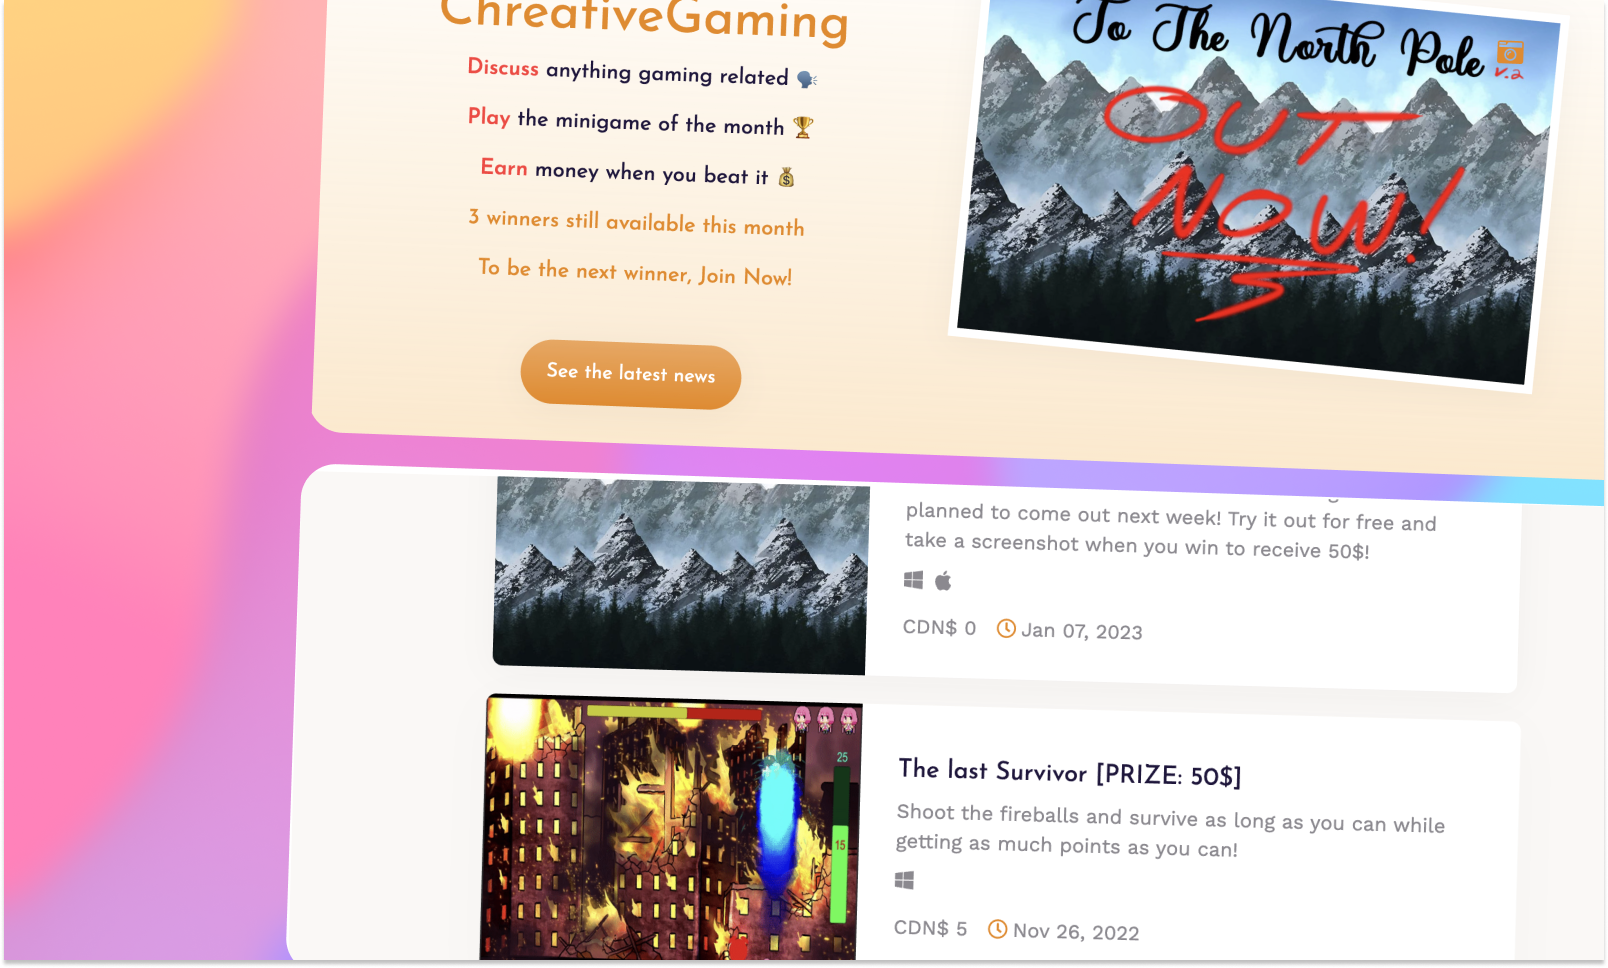 ChreativeGaming
Discuss anything gaming related
Play the minigame of the month
Earn money when you beat it
3 winners still available this month
To be the next winner, Join Now!
See the latest news
To The North Pole
V.2
OUT
NOW!
planned to come out next week! Try it out for free and
take a screenshot when you win to receive 50$!
CDN$ 0 Jan 07, 2023
25
15
The last Survivor [PRIZE: 50$]
Shoot the fireballs and survive as long as you can while
getting as much points as you can!
CDN$ 5 Nov 26, 2022